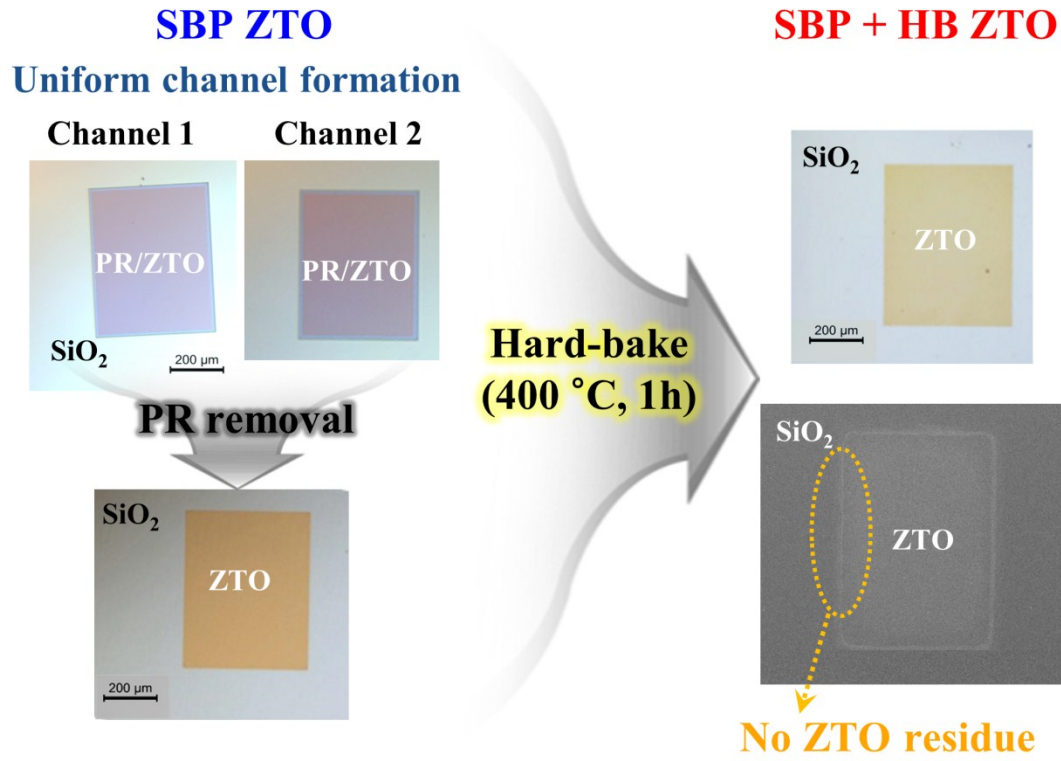 SBP ZTO
Uniform channel formation
Channel 1
Channel 2
PR/ZTO
SiO₂
200 µm
PR/ZTO
PR removal
SiO₂
ZTO
200 µm
Hard-bake
(400 °C, 1h)
SBP + HB ZTO
SiO₂
ZTO
200 µm
SiO₂
ZTO
No ZTO residue